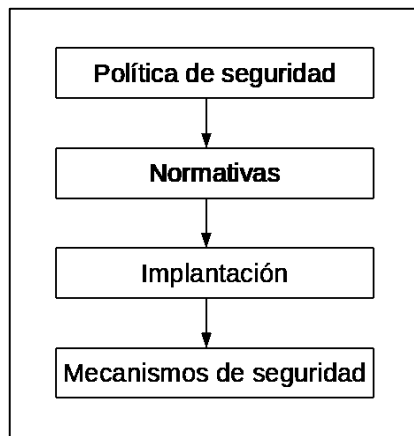 Política de seguridad
Normativas
Implantación
Mecanismos de seguridad